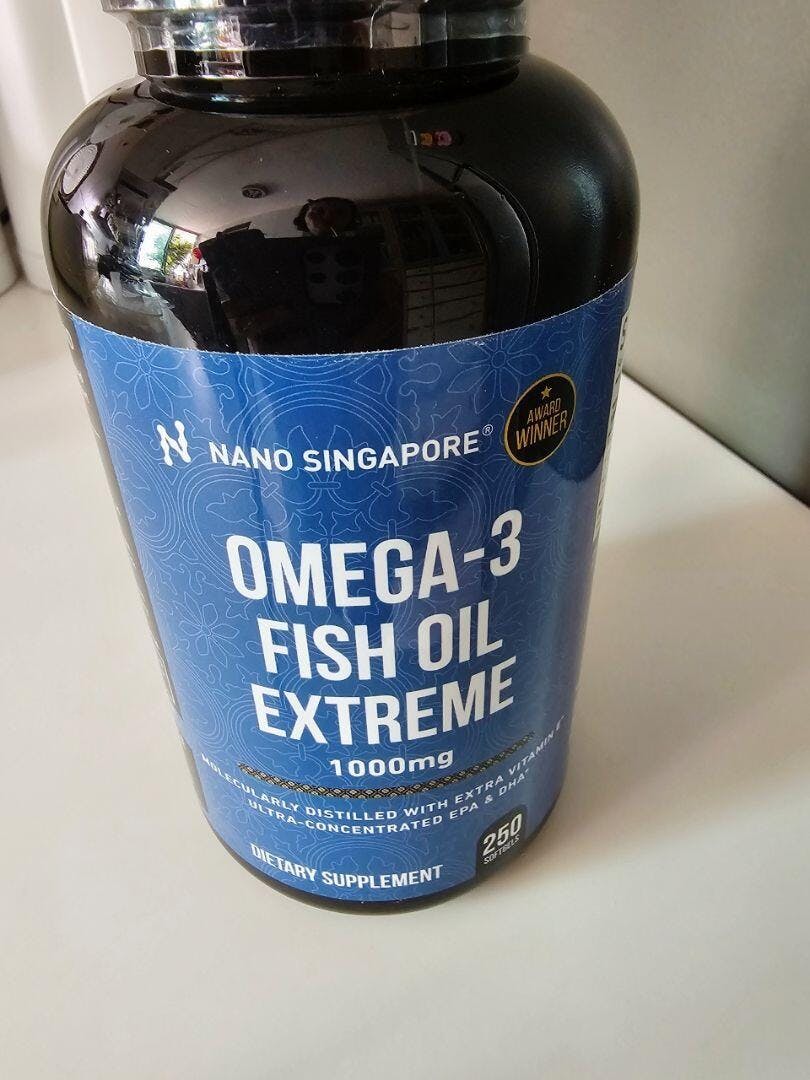 NANO SINGAPORE®
AWARD
WINNER
OMEGA-3
FISH OIL
EXTREME
1000mg
MOLECULARLY DISTILLED WITH EXTRA VITAMIN E*
ULTRA-CONCENTRATED EPA & DHA*
250
SOFTGELS
DIETARY SUPPLEMENT